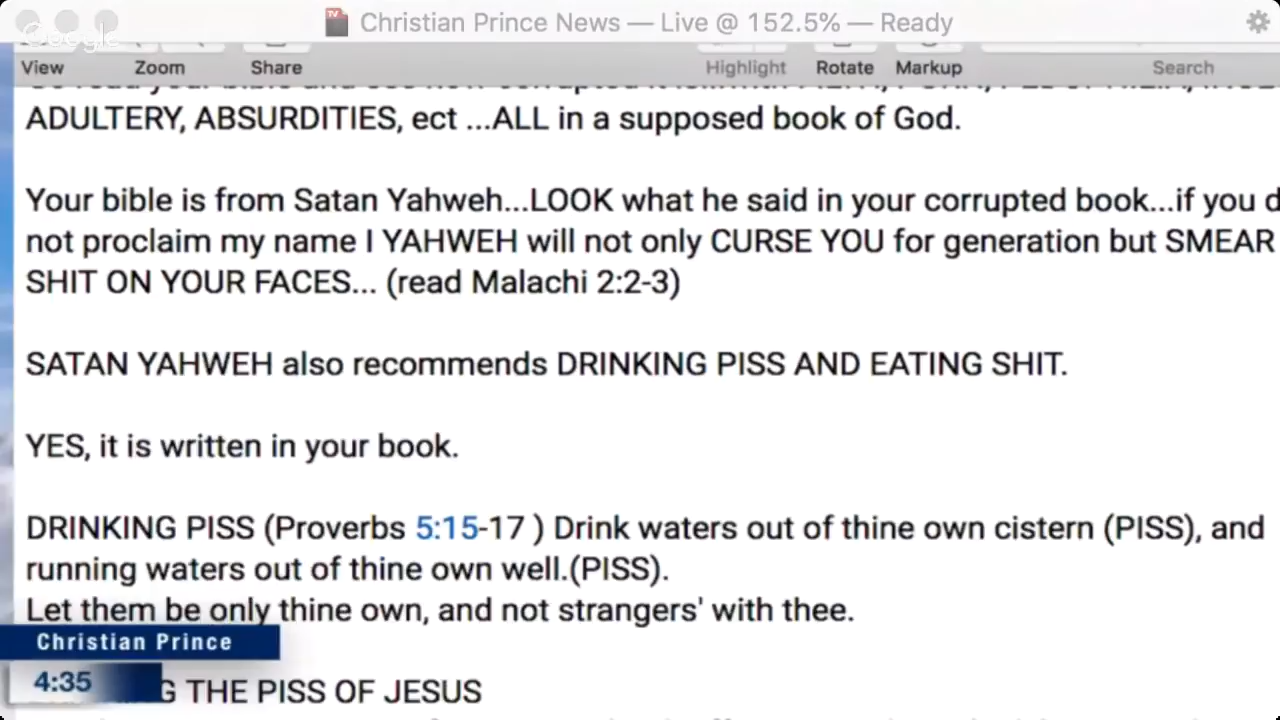 Christian Prince News — Live @ 152.5% — Ready
Google
View Zoom Share Highlight Rotate Markup Search
ADULTERY, ABSURDITIES, ect ...ALL in a supposed book of God.
Your bible is from Satan Yahweh...LOOK what he said in your corrupted book...if you d
not proclaim my name I YAHWEH will not only CURSE YOU for generation but SMEAR
SHIT ON YOUR FACES... (read Malachi 2:2-3)
SATAN YAHWEH also recommends DRINKING PISS AND EATING SHIT.
YES, it is written in your book.
DRINKING PISS (Proverbs 5:15-17 ) Drink waters out of thine own cistern (PISS), and
running waters out of thine own well.(PISS).
Let them be only thine own, and not strangers' with thee.
Christian Prince
4:35
G THE PISS OF JESUS